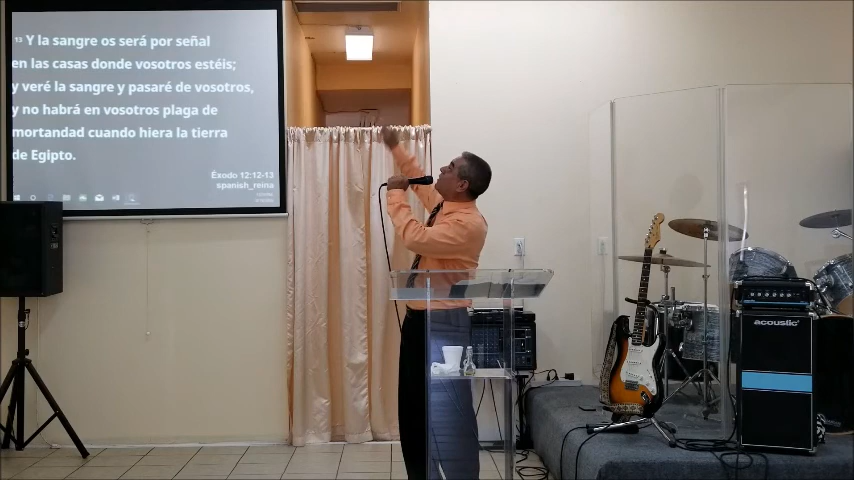 13 Y la sangre os será por señal
en las casas donde vosotros estéis;
y veré la sangre y pasaré de vosotros,
y no habrá en vosotros plaga de
mortandad cuando hiera la tierra
de Egipto.
Éxodo 12:12-13
spanish_reina
acoustic